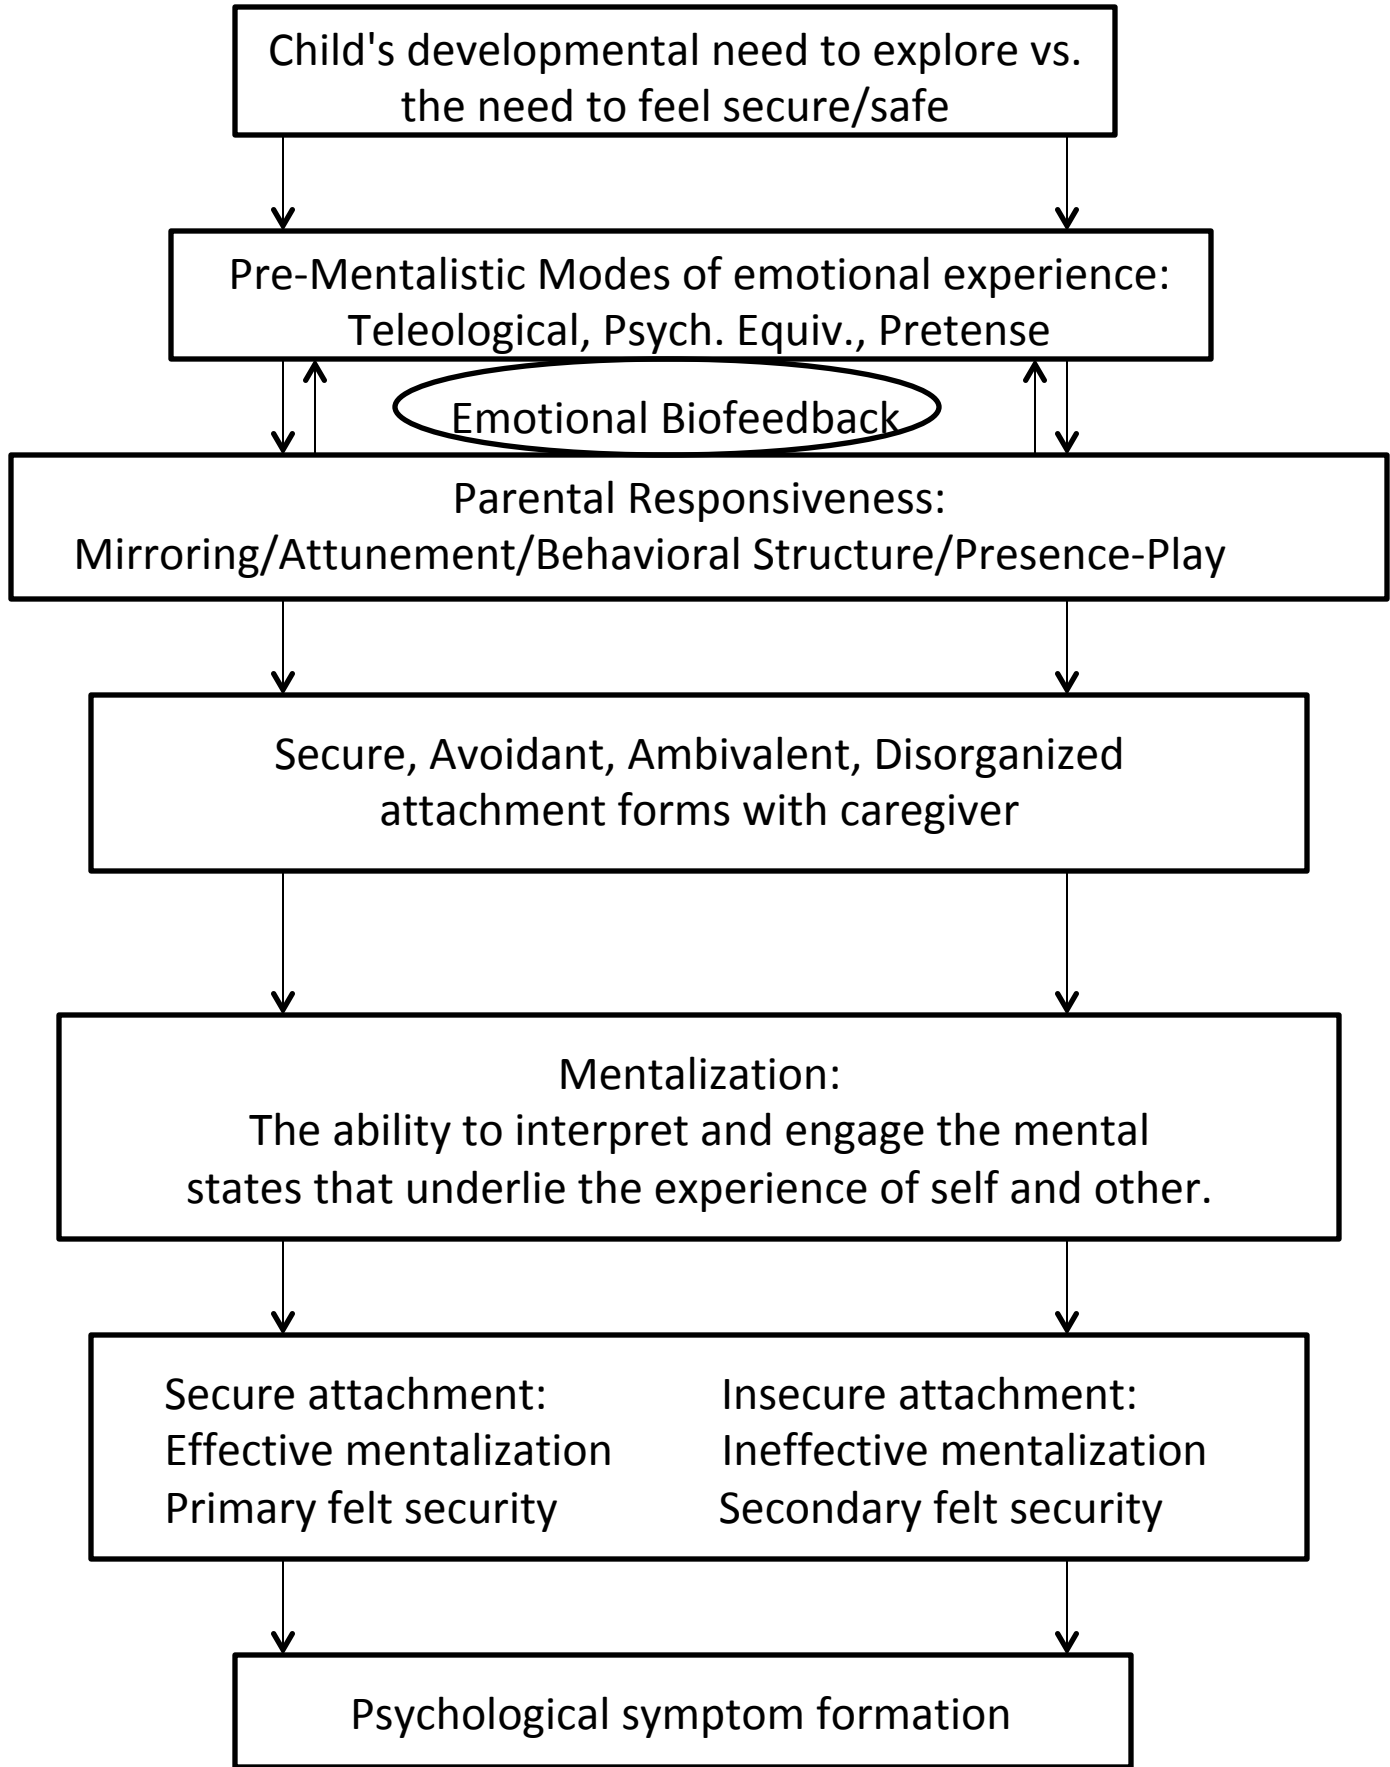 Child's developmental need to explore vs.
the need to feel secure/safe
Pre-Mentalistic Modes of emotional experience:
Teleological, Psych. Equiv., Pretense
Emotional Biofeedback
Parental Responsiveness:
Mirroring/Attunement/Behavioral Structure/Presence-Play
Secure, Avoidant, Ambivalent, Disorganized
attachment forms with caregiver
Mentalization:
The ability to interpret and engage the mental
states that underlie the experience of self and other.
Secure attachment:
Effective mentalization
Primary felt security
Insecure attachment:
Ineffective mentalization
Secondary felt security
Psychological symptom formation